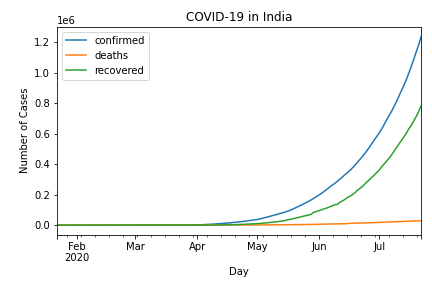 COVID-19 in India
1e6
confirmed
deaths
recovered
1.2
1.0
0.8
0.6
0.4
0.2
0.0
Number of Cases
Feb Mar Apr May Jun Jul
2020
Day